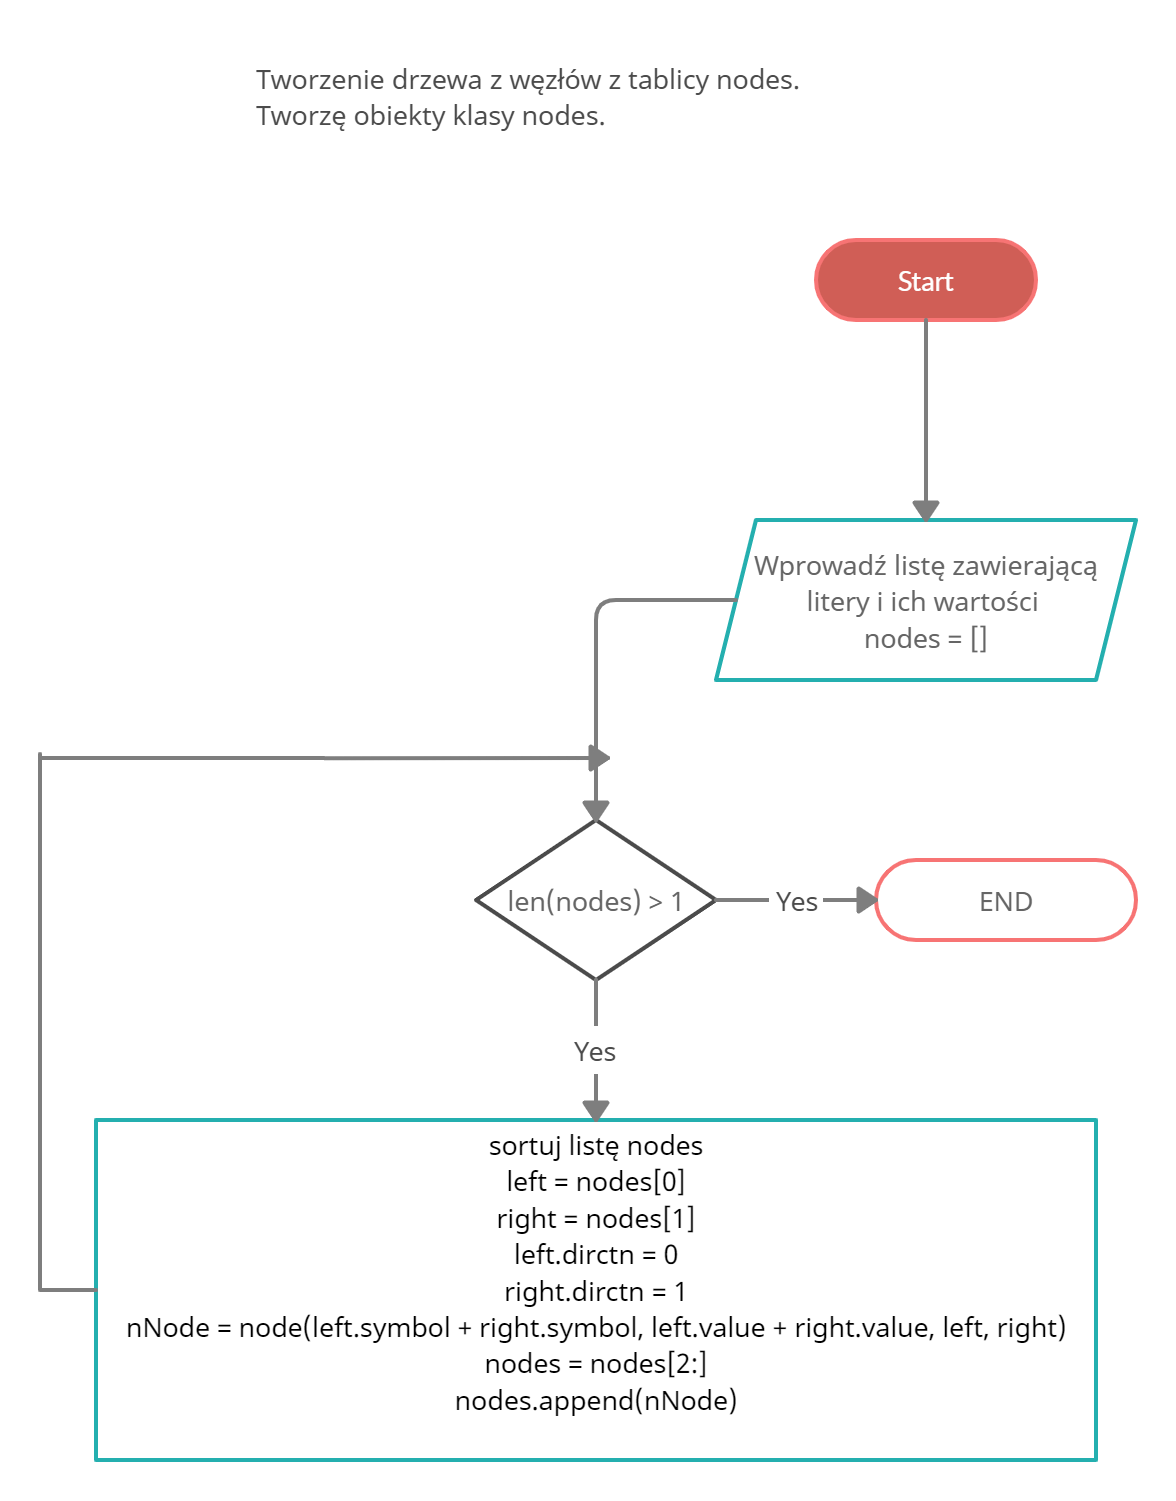 Tworzenie drzewa z węzłów z tablicy nodes.
Tworzę obiekty klasy nodes.
Start
Wprowadź listę zawierającą
litery i ich wartości
nodes = []
len(nodes) > 1
Yes
END
Yes
sortuj listę nodes
left = nodes[0]
right = nodes[1]
left.dirctn = 0
right.dirctn = 1
nNode = node(left.symbol + right.symbol, left.value + right.value, left, right)
nodes = nodes[2:]
nodes.append(nNode)